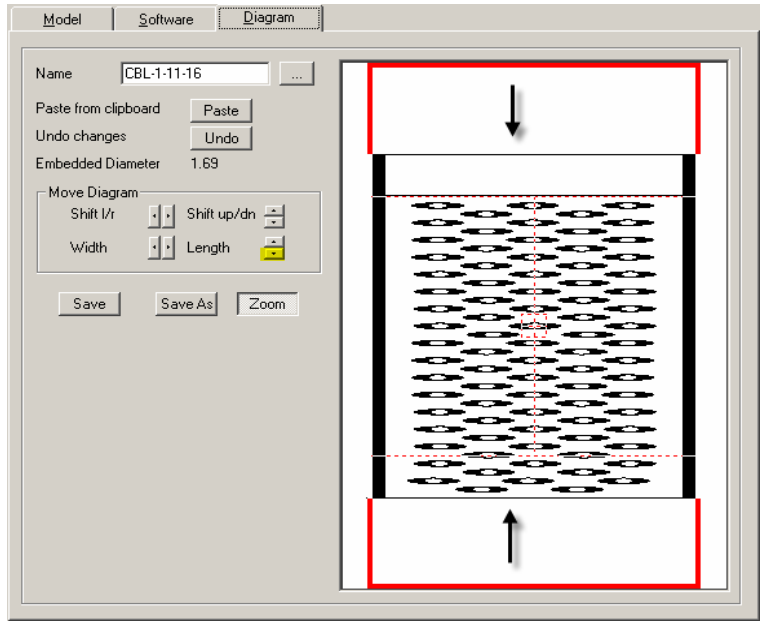 Model Software Diagram
Name CBL-1-11-16 ...
Paste from clipboard Paste
Undo changes Undo
Embedded Diameter 1.69
Move Diagram
Shift l/r Shift up/dn
Width Length
Save Save As Zoom